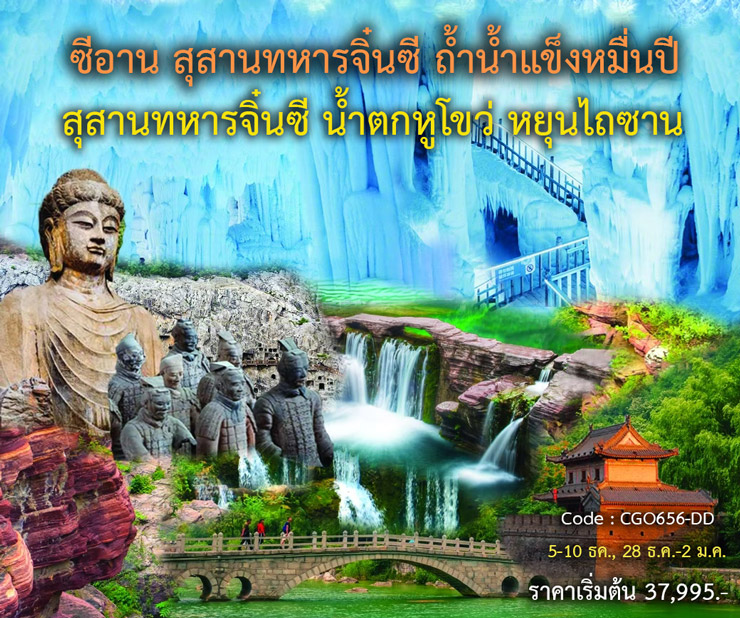 ซีอาน สุสานทหารจิ๋นซี ถ้ำน้ำแข็งหมื่นปี
สุสานทหารจิ๋นซี น้ำตกหูโขว่ หยุนไถซาน
Code : CGO656-DD
5-10 ธค., 28 ธ.ค.-2 ม.ค.
ราคาเริ่มต้น 37,995.-